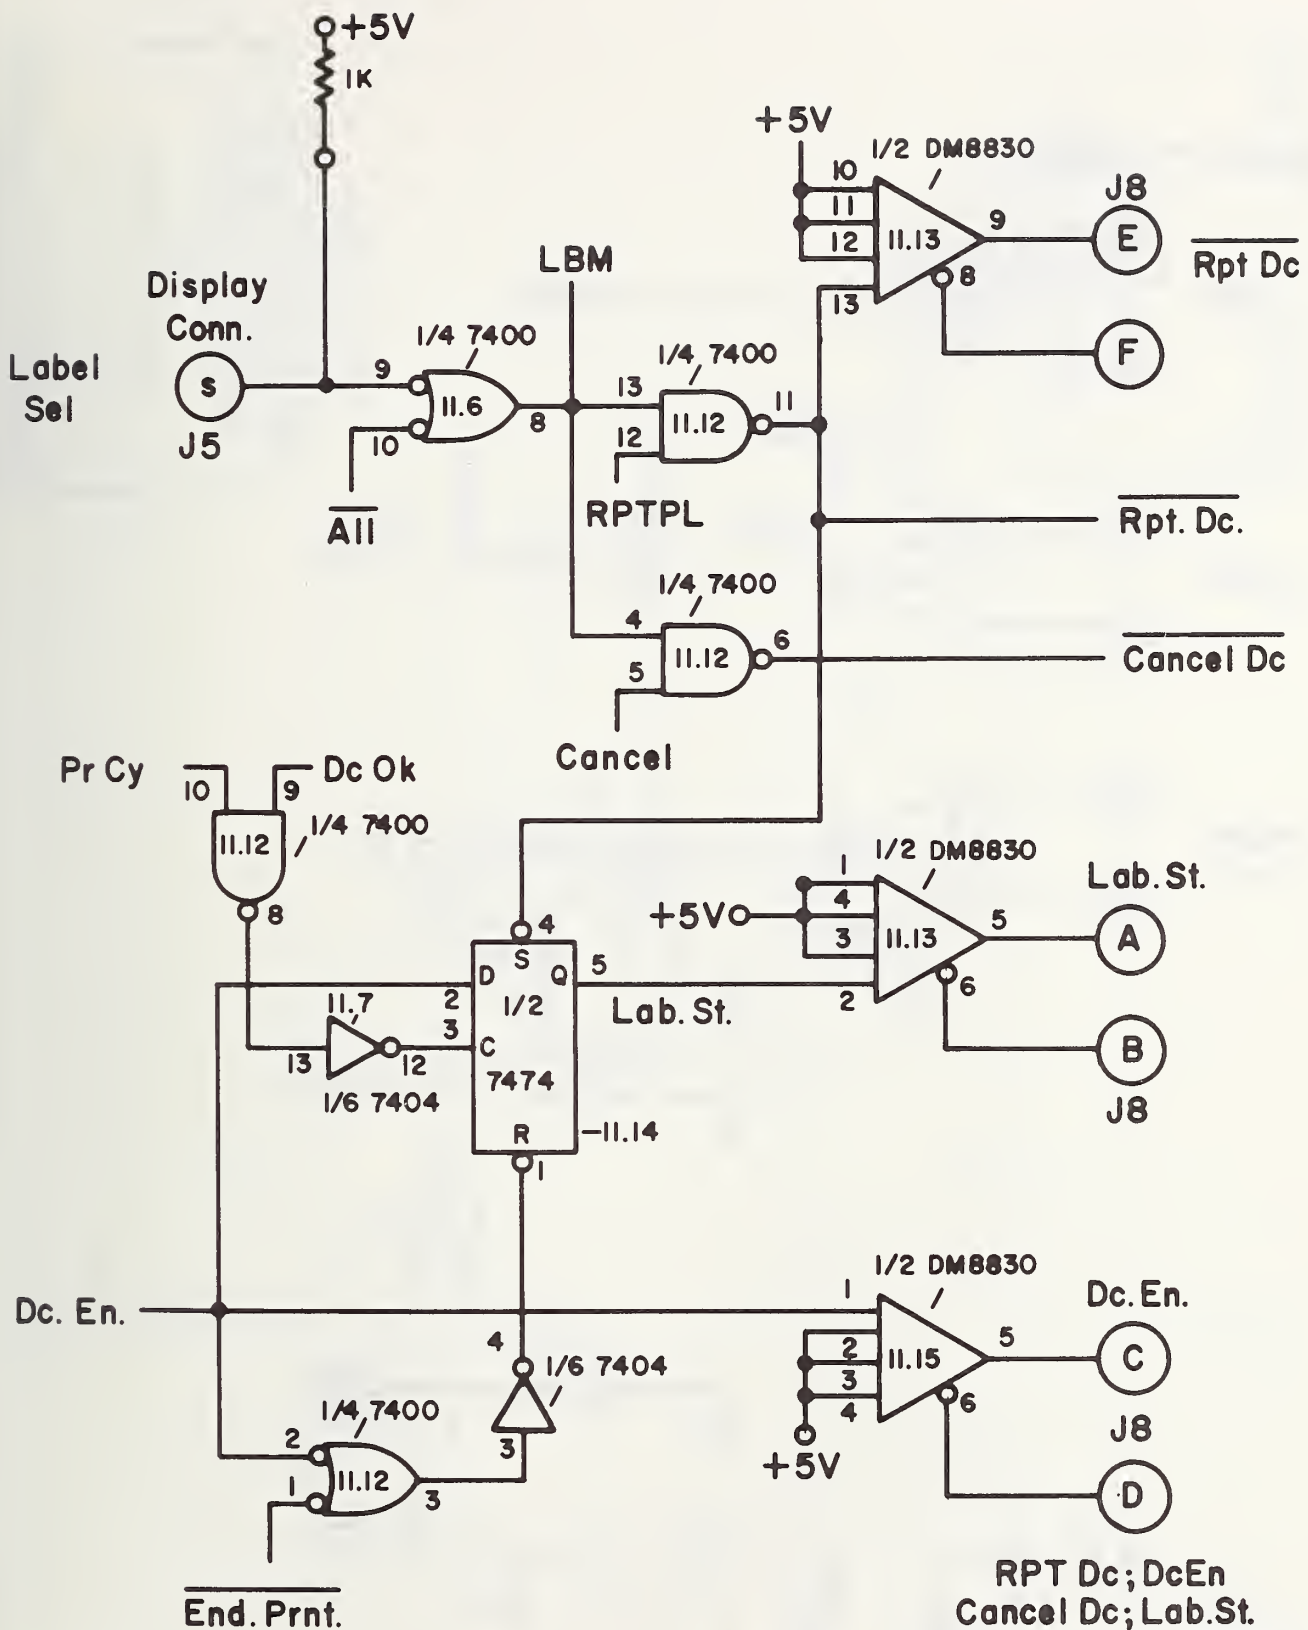 +5V
1K
+5V
1/2 DM8830
10
11
12
13
11.13
9
8
J8
E
F
Rpt Dc
LBM
Display
Conn.
Label
Sel
S
J5
1/4 7400
9
10
11.6
8
All
1/4 7400
13
12
11.12
11
RPTPL
Rpt. Dc.
1/4 7400
4
5
11.12
6
Cancel
Cancel Dc
Pr Cy
Dc Ok
10
9
11.12
1/4 7400
8
1/2 DM8830
+5V
1
4
3
2
11.13
5
6
Lab. St.
A
B
J8
4
S
D
Q
2
5
1/2
Lab. St.
11.7
3
C
13
12
7474
1/6 7404
R
-11.14
1
1/2 DM8830
Dc. En.
1
2
3
4
11.15
5
6
Dc. En.
C
J8
D
+5V
4
1/6 7404
3
1/4 7400
2
1
11.12
3
End. Prnt.
RPT Dc; DcEn
Cancel Dc; Lab.St.